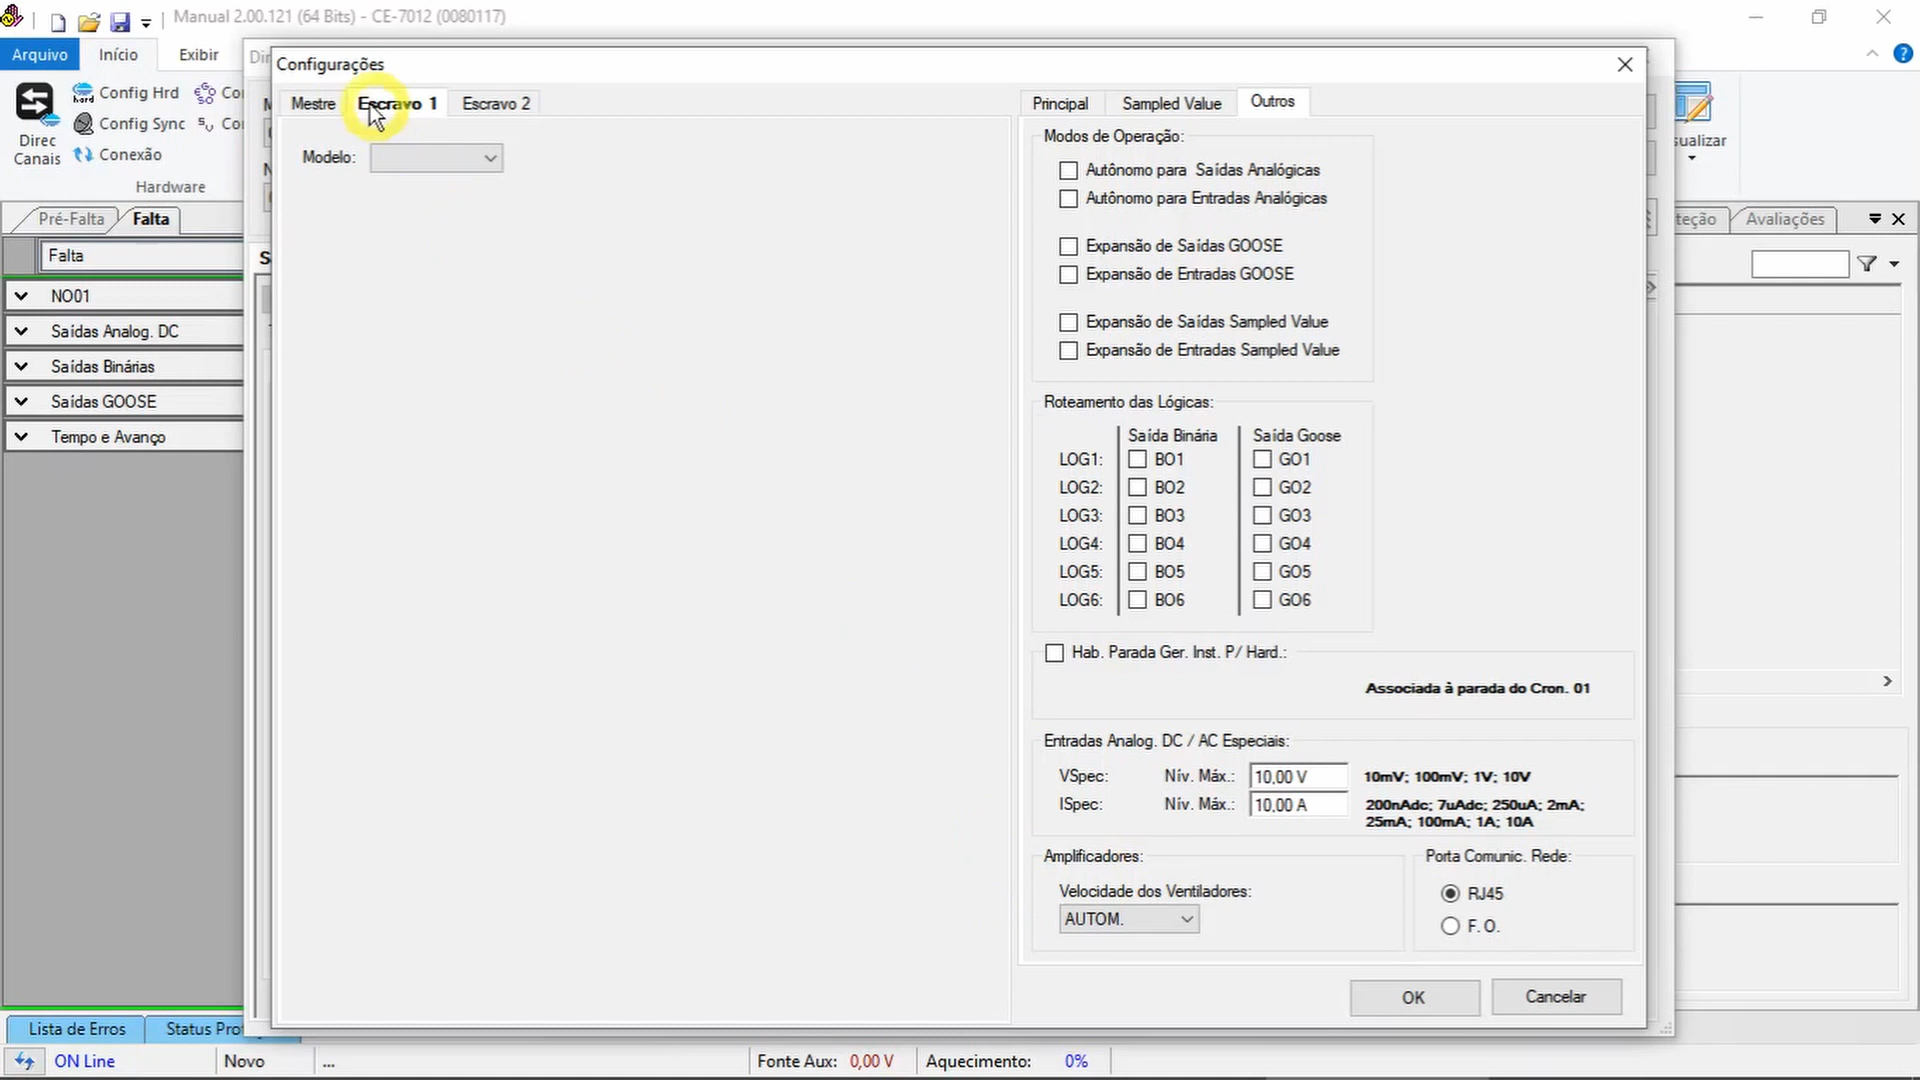 Manual 2.00.121 (64 Bits) - CE-7012 (0080117)
Arquivo Início Exibir
Configurações
Mestre Escravo 1 Escravo 2
Principal Sampled Value Outros
Direc
Canais
Config Hrd
Config Sync
Conexão
Hardware
Modelo:
Modos de Operação:
Autônomo para Saídas Analógicas
Autônomo para Entradas Analógicas
Expansão de Saídas GOOSE
Expansão de Entradas GOOSE
Expansão de Saídas Sampled Value
Expansão de Entradas Sampled Value
Pré-Falta Falta
Falta
NO01
Saídas Analog. DC
Saídas Binárias
Saídas GOOSE
Tempo e Avanço
Avaliações
Roteamento das Lógicas:
Saída Binária Saída Goose
LOG1: BO1 GO1
LOG2: BO2 GO2
LOG3: BO3 GO3
LOG4: BO4 GO4
LOG5: BO5 GO5
LOG6: BO6 GO6
Hab. Parada Ger. Inst. P/ Hard.:
Associada à parada do Cron. 01
Entradas Analog. DC / AC Especiais:
VSpec: Nív. Máx.: 10,00 V 10mV; 100mV; 1V; 10V
ISpec: Nív. Máx.: 10,00 A 200nAdc; 7uAdc; 250uA; 2mA;
25mA; 100mA; 1A; 10A
Amplificadores:
Velocidade dos Ventiladores:
AUTOM.
Porta Comunic. Rede:
RJ45
F. O.
OK Cancelar
Lista de Erros Status Pro
ON Line Novo ... Fonte Aux: 0,00 V Aquecimento: 0%